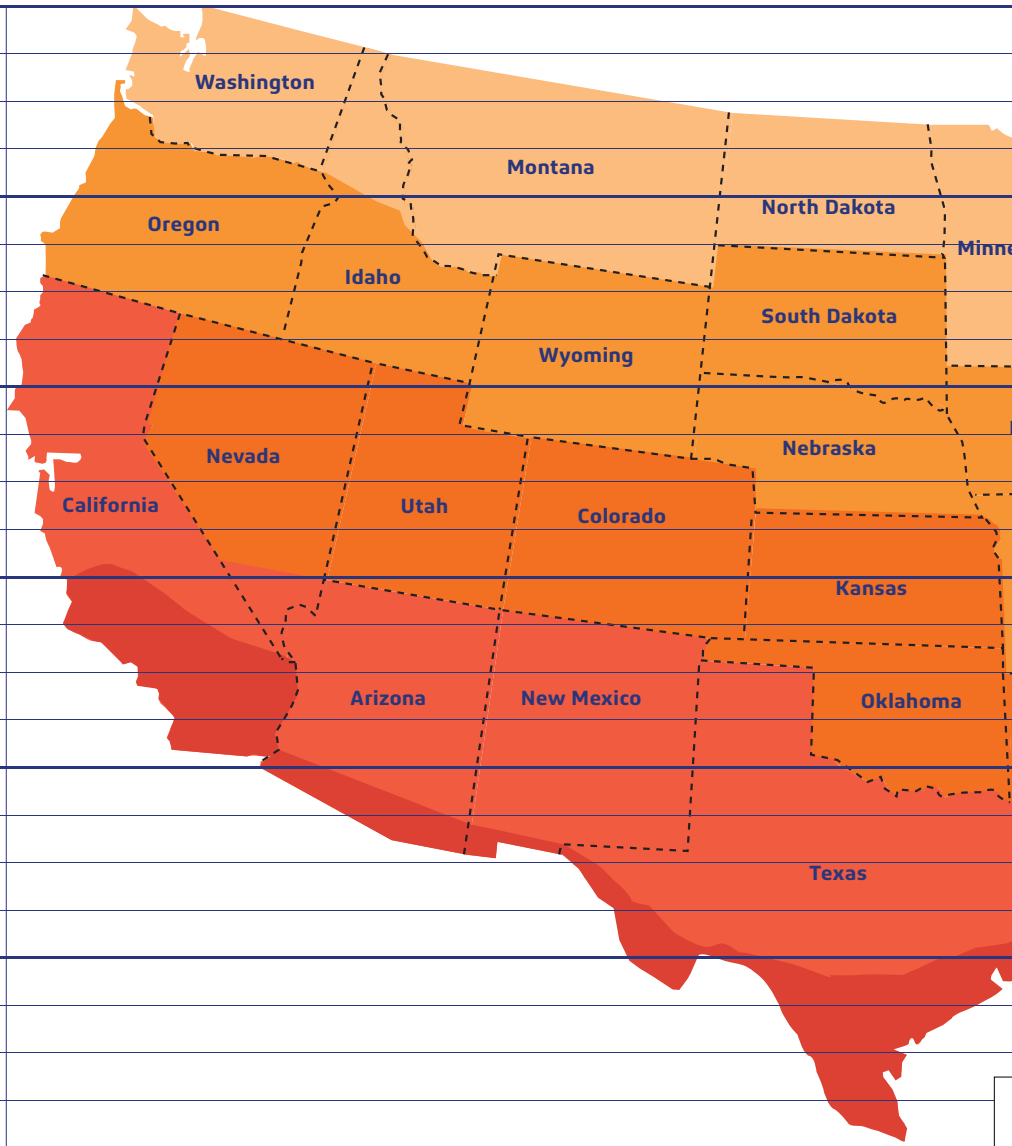 Washington
Montana
North Dakota
Oregon
Minne
Idaho
South Dakota
Wyoming
Nebraska
Nevada
California
Utah
Colorado
Kansas
Arizona
New Mexico
Oklahoma
Texas